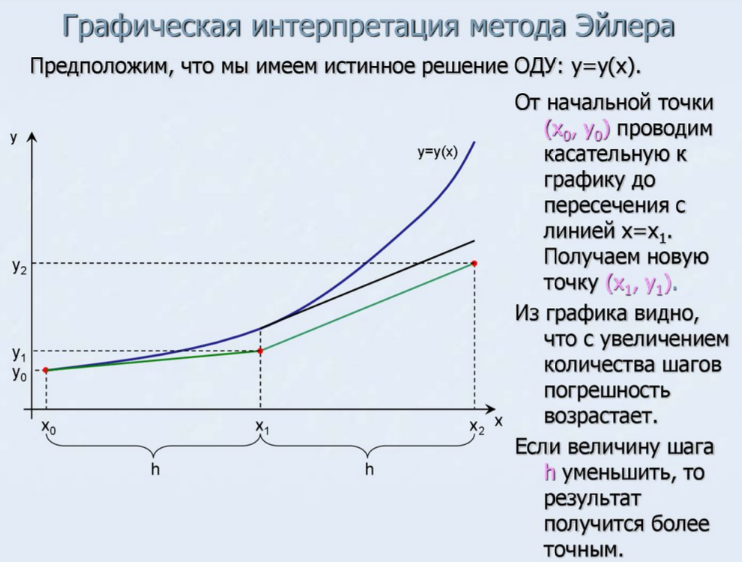 Графическая интерпретация метода Эйлера
Предположим, что мы имеем истинное решение ОДУ: y=y(x).
От начальной точки
(x₀, y₀) проводим
касательную к
графику до
пересечения с
линией x=x₁.
Получаем новую
точку (x₁, y₁).
Из графика видно,
что с увеличением
количества шагов
погрешность
возрастает.
Если величину шага
h уменьшить, то
результат
получится более
точным.
y
y=y(x)
y₂
y₁
y₀
x₀ x₁ x₂ x
h h